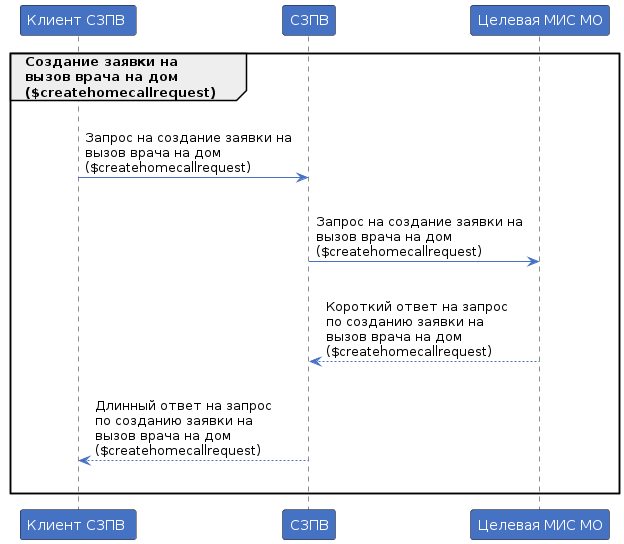 Клиент СЗПВ
СЗПВ
Целевая МИС МО
Создание заявки на
вызов врача на дом
($createhomecallrequest)
Запрос на создание заявки на
вызов врача на дом
($createhomecallrequest)
Запрос на создание заявки на
вызов врача на дом
($createhomecallrequest)
Короткий ответ на запрос
по созданию заявки на
вызов врача на дом
($createhomecallrequest)
Длинный ответ на запрос
по созданию заявки на
вызов врача на дом
($createhomecallrequest)
Клиент СЗПВ
СЗПВ
Целевая МИС МО